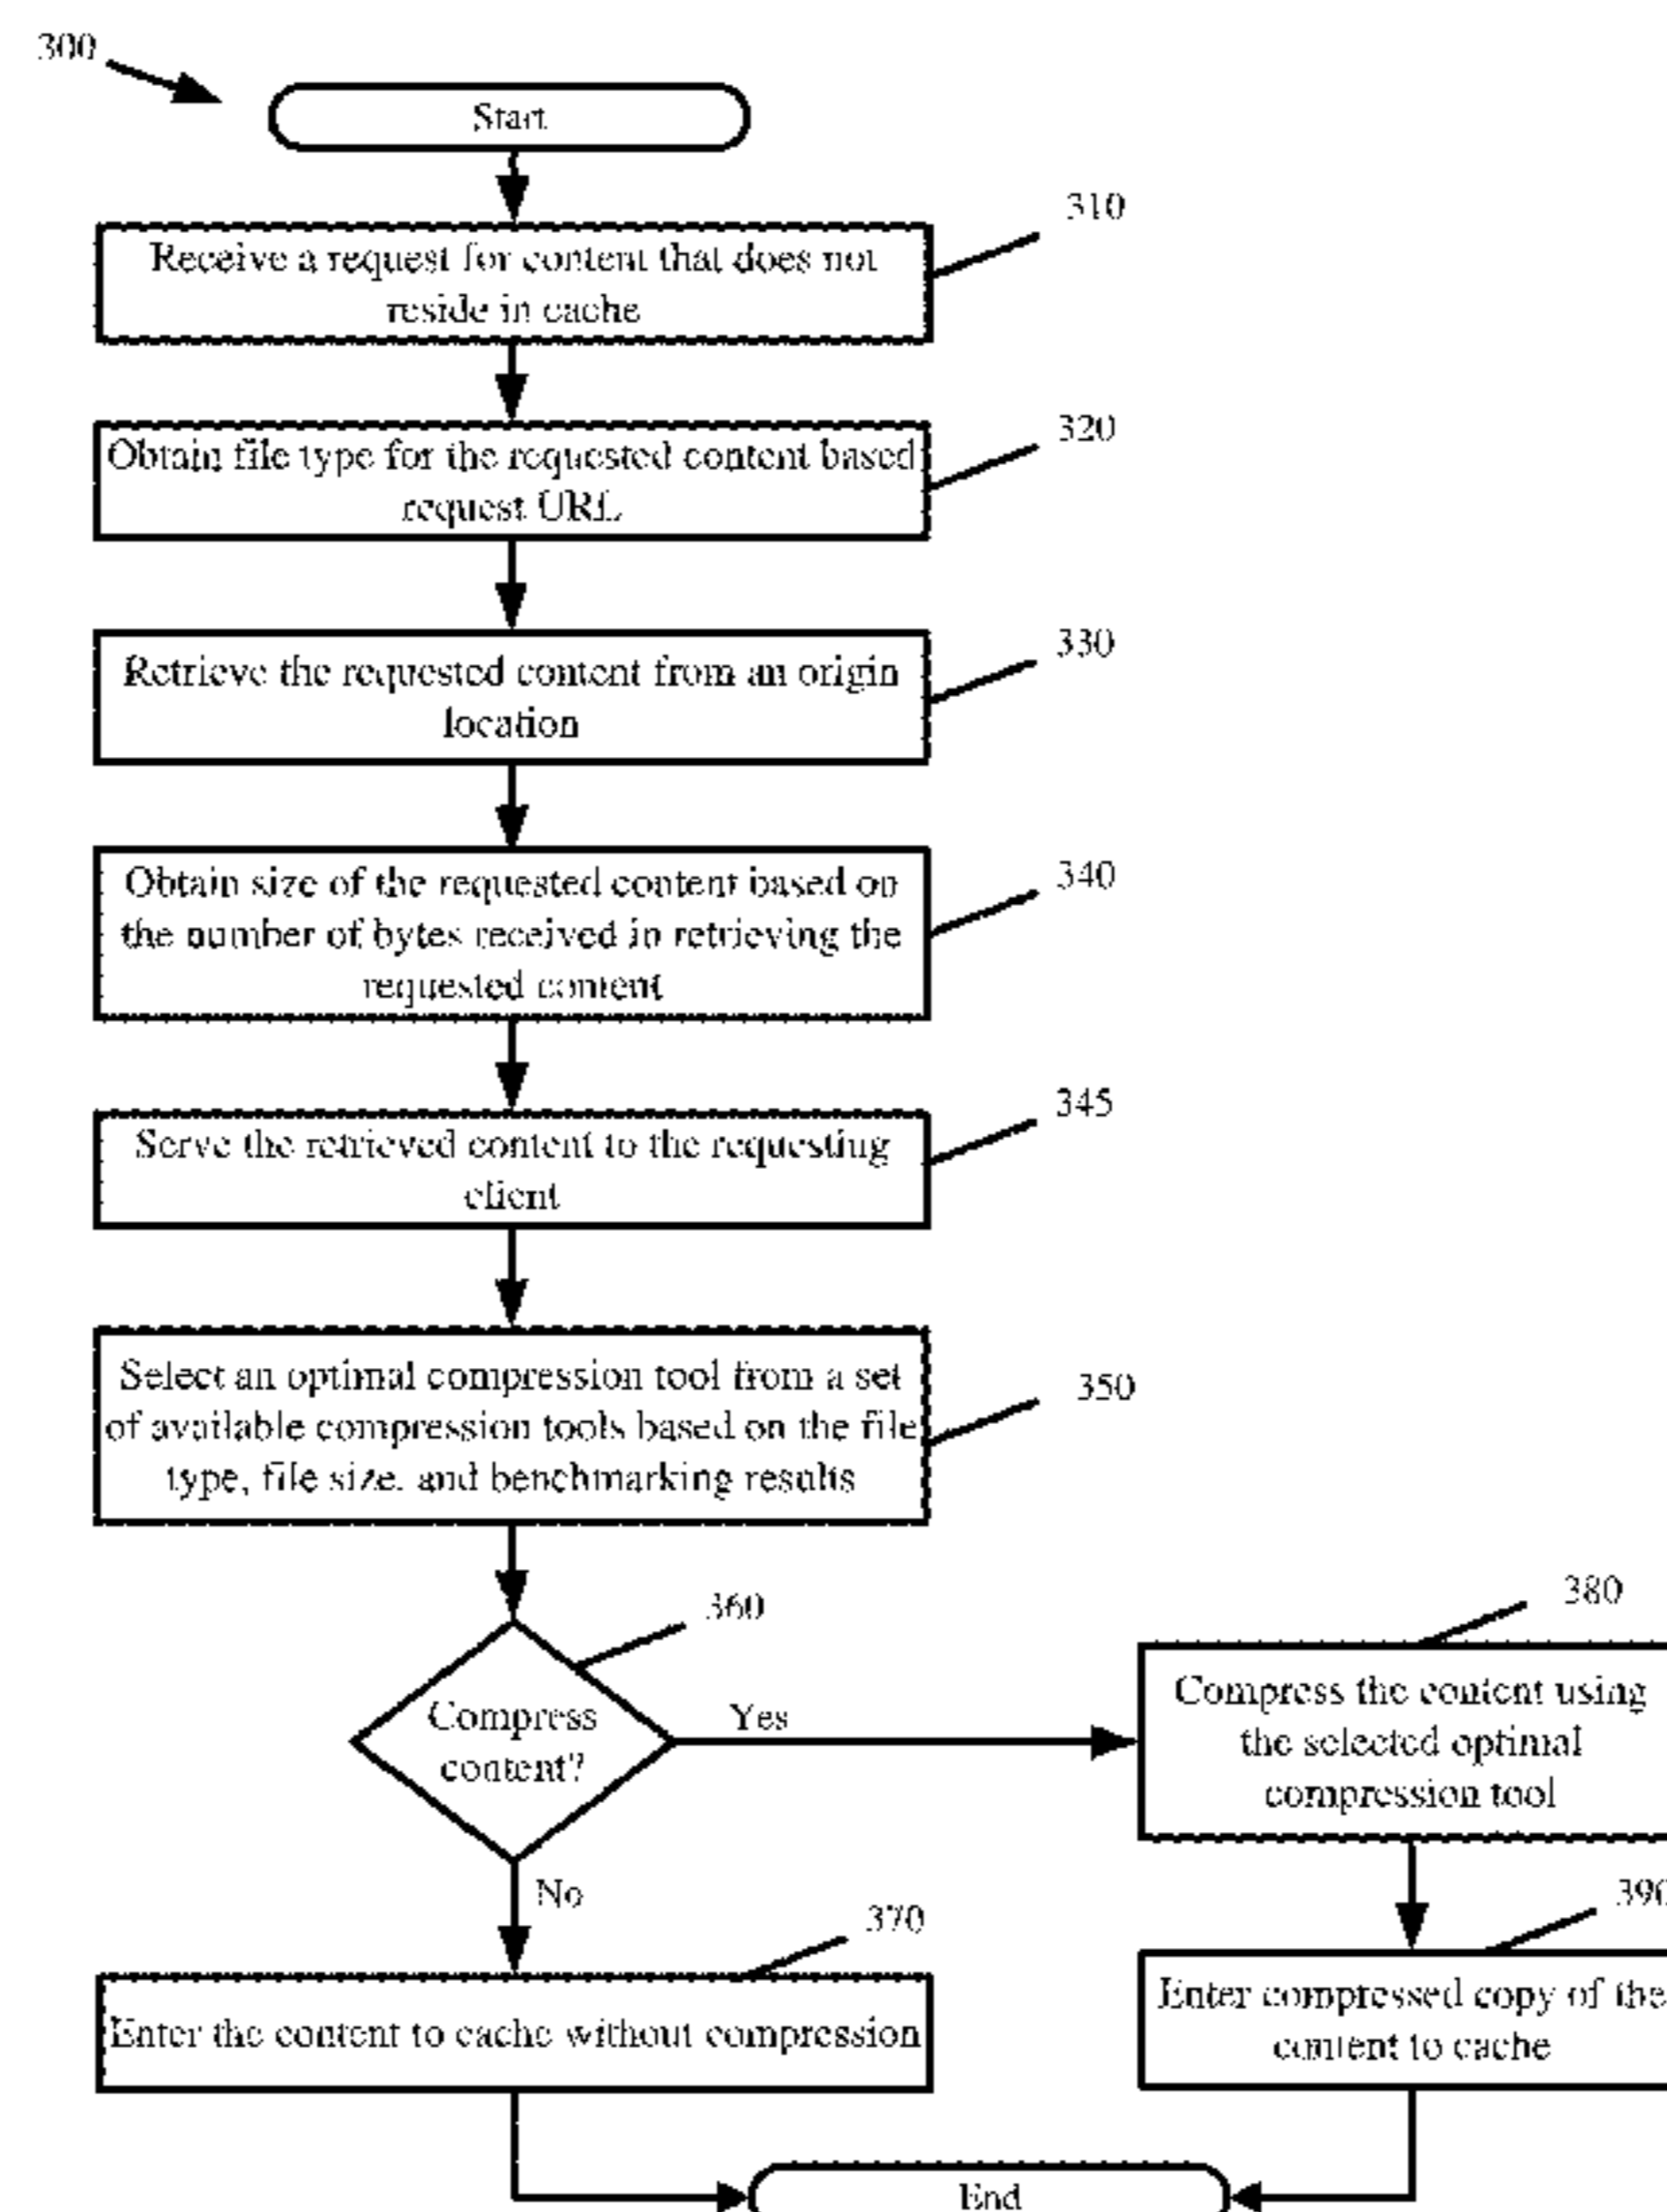 300
Start
310
Receive a request for content that does not
reside in cache
320
Obtain file type for the requested content based
request URL
330
Retrieve the requested content from an origin
location
340
Obtain size of the requested content based on
the number of bytes received in retrieving the
requested content
345
Serve the retrieved content to the requesting
client
350
Select an optimal compression tool from a set
of available compression tools based on the file
type, file size, and benchmarking results
360
Compress
content?
Yes
380
Compress the content using
the selected optimal
compression tool
No
370
Enter the content to cache without compression
390
Enter compressed copy of the
content to cache
End